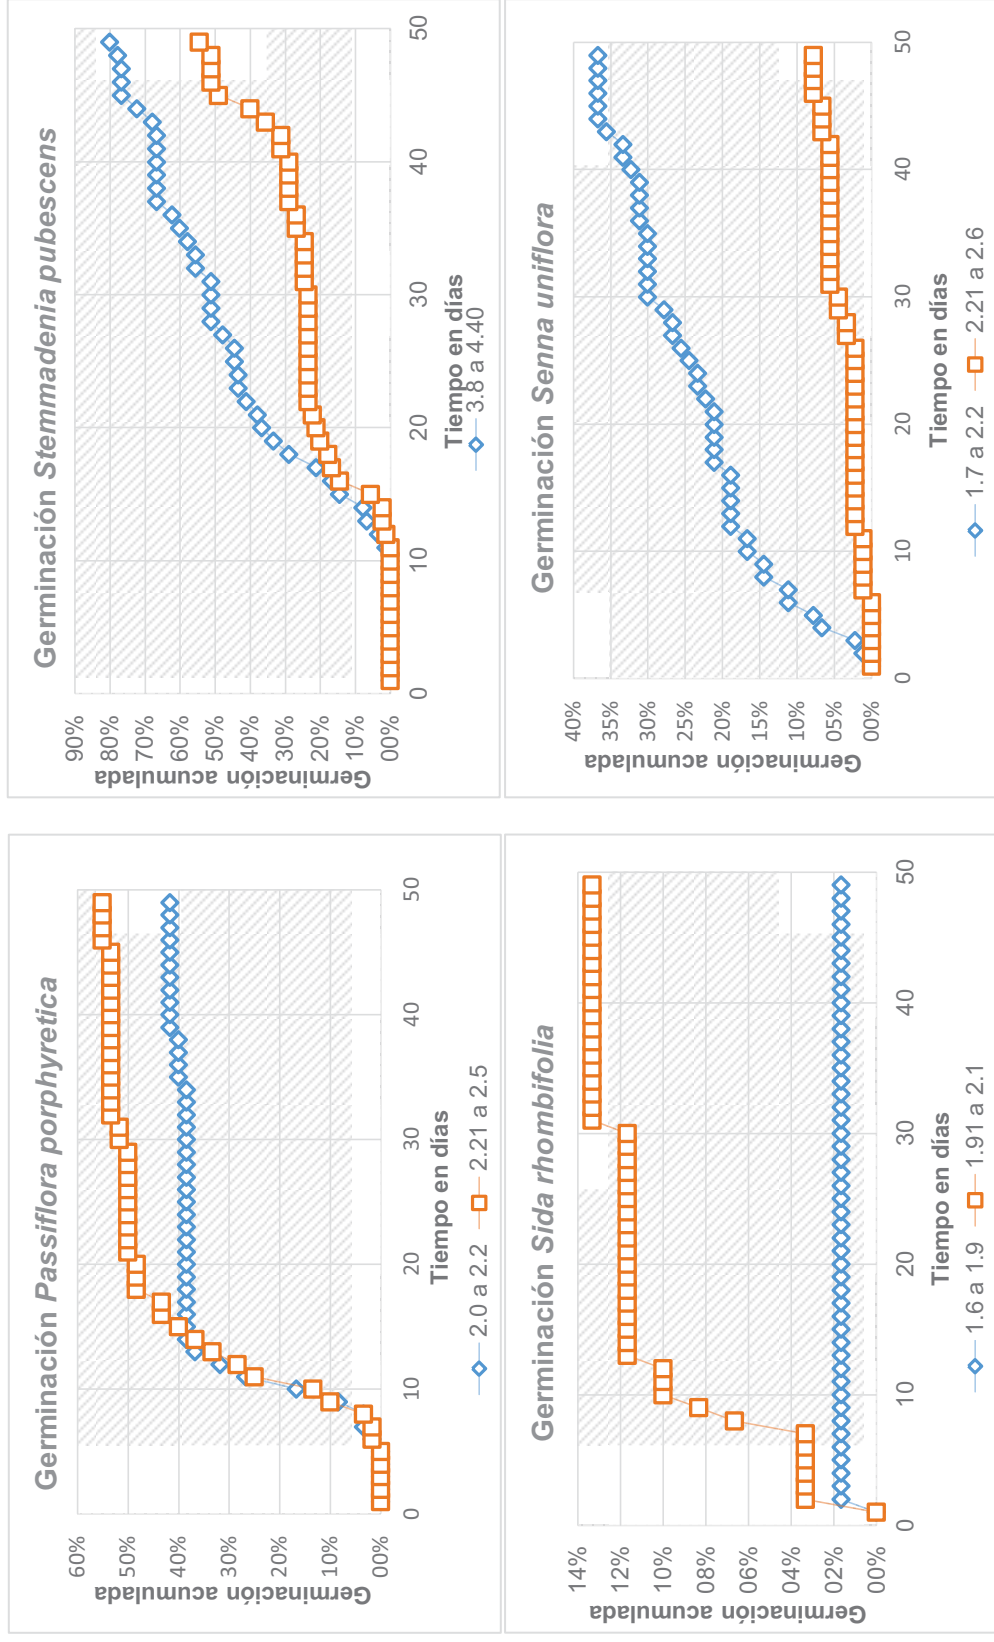 Germinación Passiflora porphyretica
Germinación acumulada
60%
50%
40%
30%
20%
10%
00%
0 10 20 30 40 50
Tiempo en días
2.0 a 2.2 2.21 a 2.5
Germinación Stemmadenia pubescens
Germinación acumulada
90%
80%
70%
60%
50%
40%
30%
20%
10%
00%
0 10 20 30 40 50
Tiempo en días
3.8 a 4.40
Germinación Sida rhombifolia
Germinación acumulada
14%
12%
10%
08%
06%
04%
02%
00%
0 10 20 30 40 50
Tiempo en días
1.6 a 1.9 1.91 a 2.1
Germinación Senna uniflora
Germinación acumulada
40%
35%
30%
25%
20%
15%
10%
05%
00%
0 10 20 30 40 50
Tiempo en días
1.7 a 2.2 2.21 a 2.6